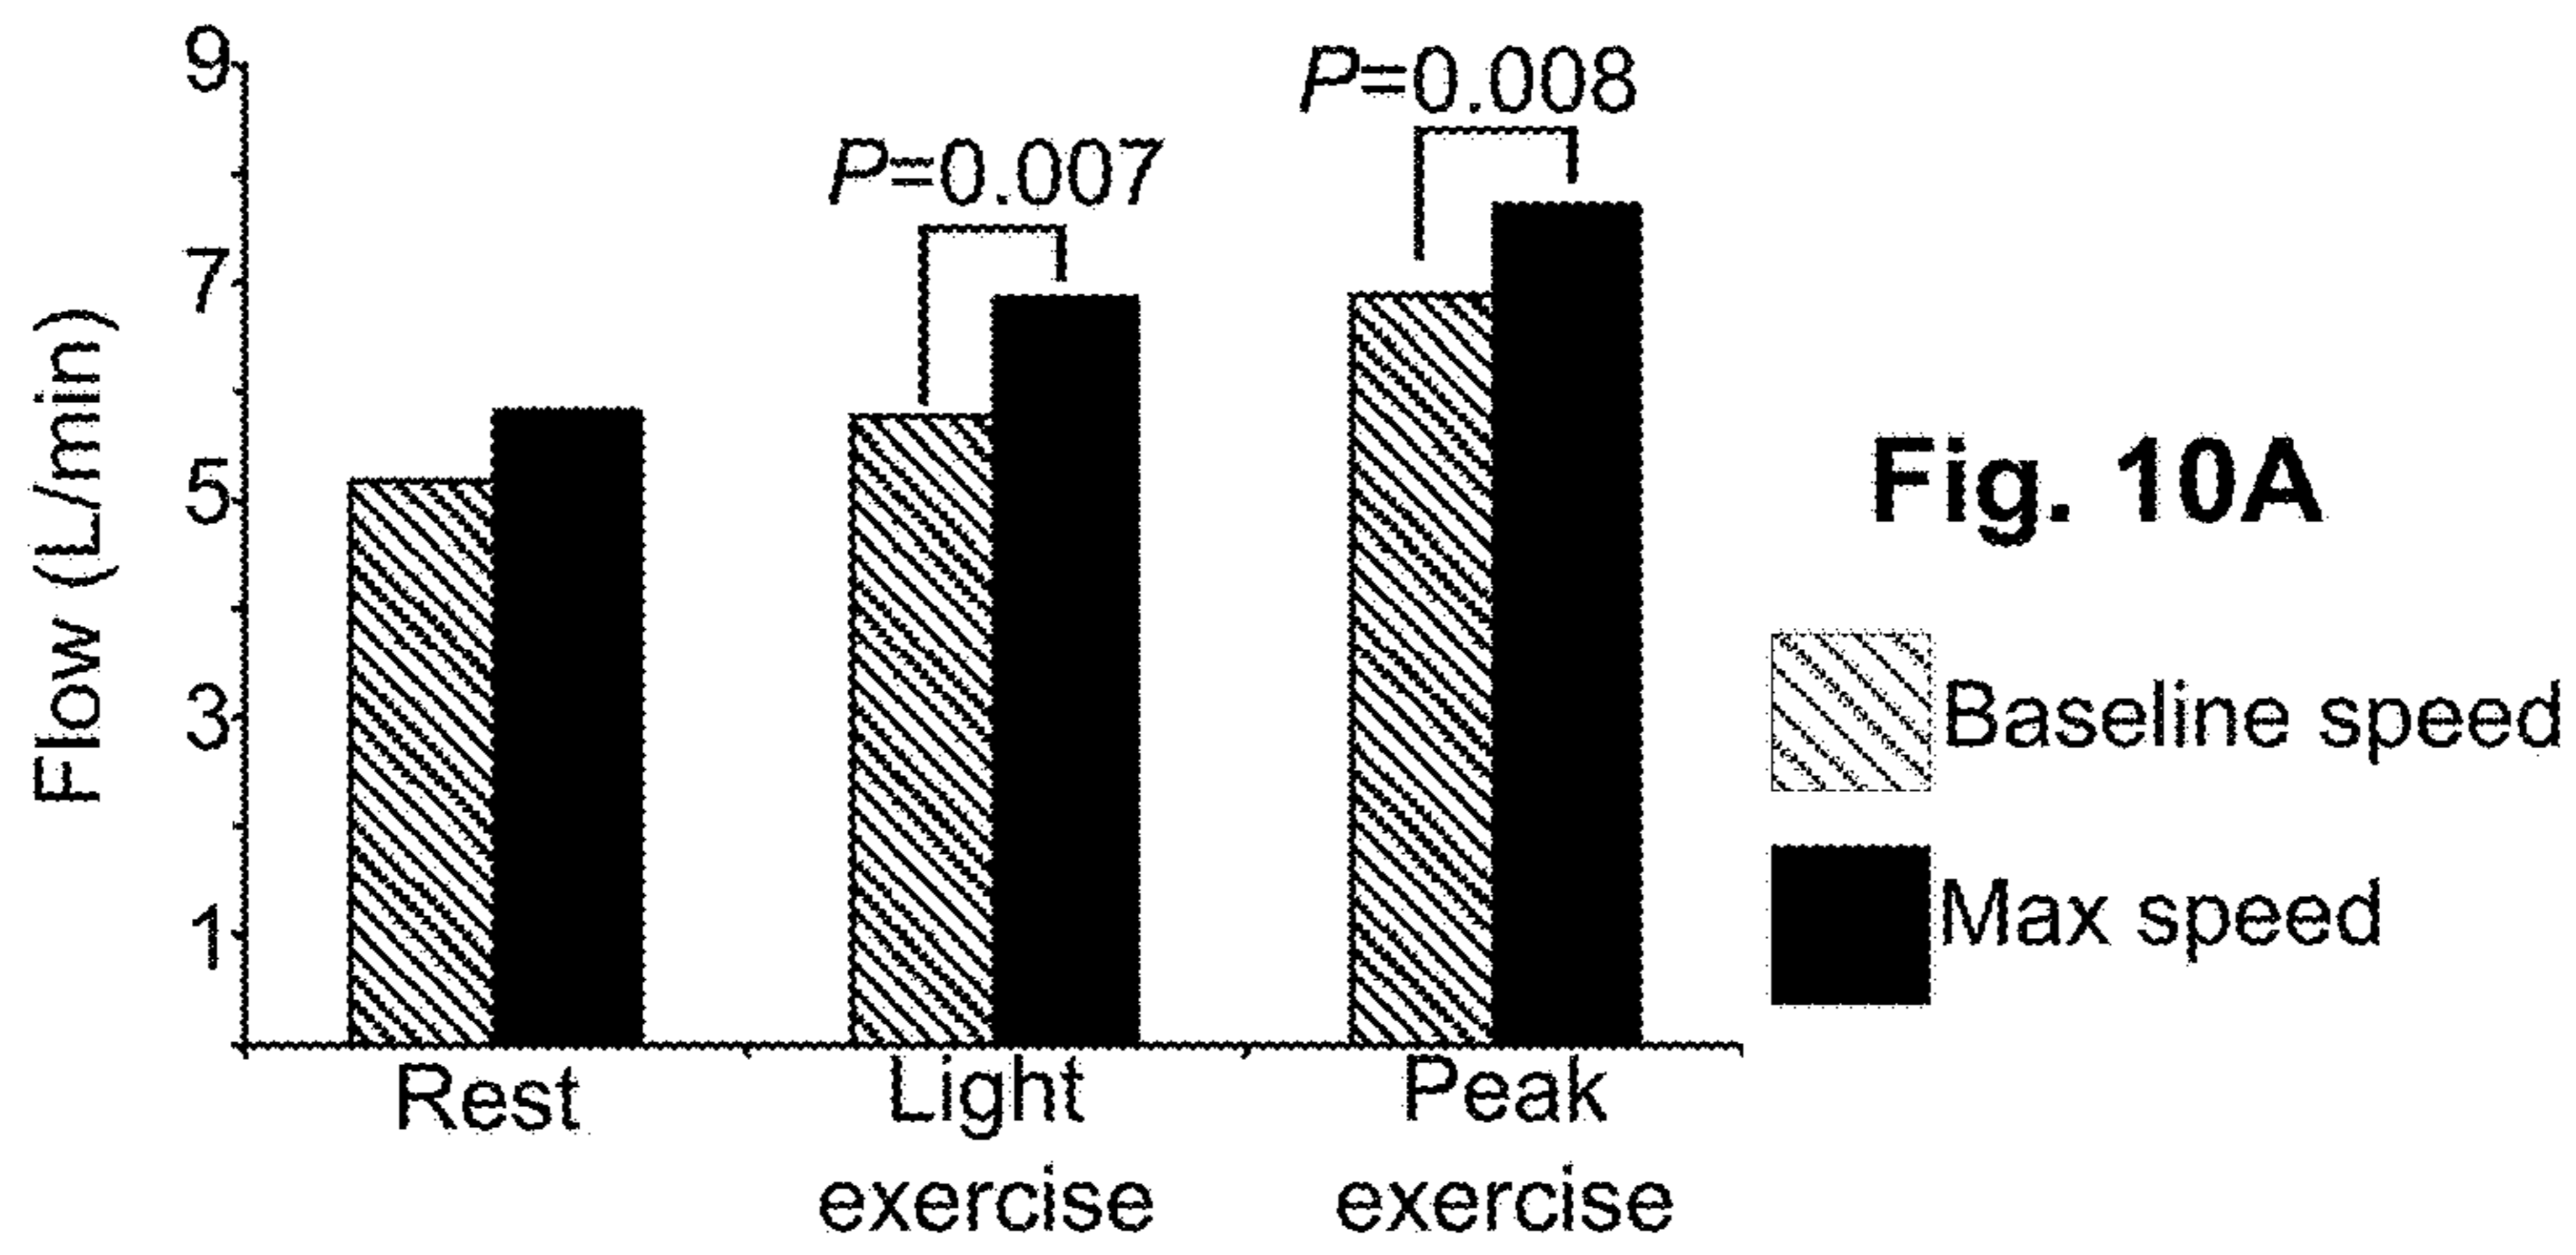 9
7
5
3
1
Flow (L/min)
P=0.007
P=0.008
Rest
Light
exercise
Peak
exercise
Fig. 10A
Baseline speed
Max speed